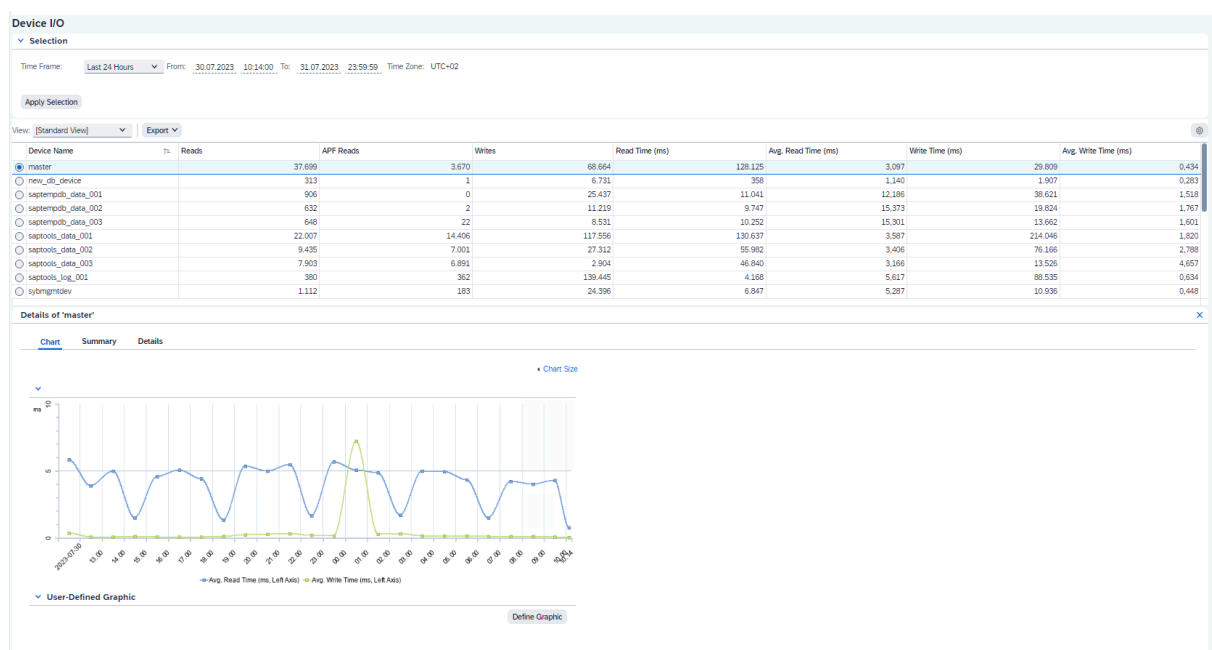 Device I/O
Selection
Time Frame: Last 24 Hours From: 30.07.2023 10:14:00 To: 31.07.2023 23:59:59 Time Zone: UTC+02
Apply Selection
View: [Standard View] Export
Device Name Reads APF Reads Writes Read Time (ms) Avg. Read Time (ms) Write Time (ms) Avg. Write Time (ms)
master 37.699 3.670 68.664 128.125 3,097 29.809 0,434
new_db_device 313 1 6.731 358 1,140 1.907 0,283
saptempdb_data_001 906 0 25.437 11.041 12,186 38.621 1,518
saptempdb_data_002 632 2 11.219 9.747 15,373 19.824 1,767
saptempdb_data_003 648 22 8.531 10.252 15,301 13.662 1,601
saptools_data_001 22.007 14.406 117.556 130.637 3,587 214.046 1,820
saptools_data_002 9.435 7.001 27.312 55.982 3,406 76.166 2,788
saptools_data_003 7.903 6.891 2.904 46.840 3,166 13.526 4,657
saptools_log_001 380 362 139.445 4.168 5,617 88.535 0,634
sybmgmtdev 1.112 183 24.396 6.847 5,287 10.936 0,448
Details of 'master'
Chart Summary Details
Chart Size
ms 10
5
0
2023-07-30 13:00 14:00 15:00 16:00 17:00 18:00 19:00 20:00 21:00 22:00 23:00 00:00 01:00 02:00 03:00 04:00 05:00 06:00 07:00 08:00 09:00 10:00 10:14
Avg. Read Time (ms, Left Axis) Avg. Write Time (ms, Left Axis)
User-Defined Graphic
Define Graphic